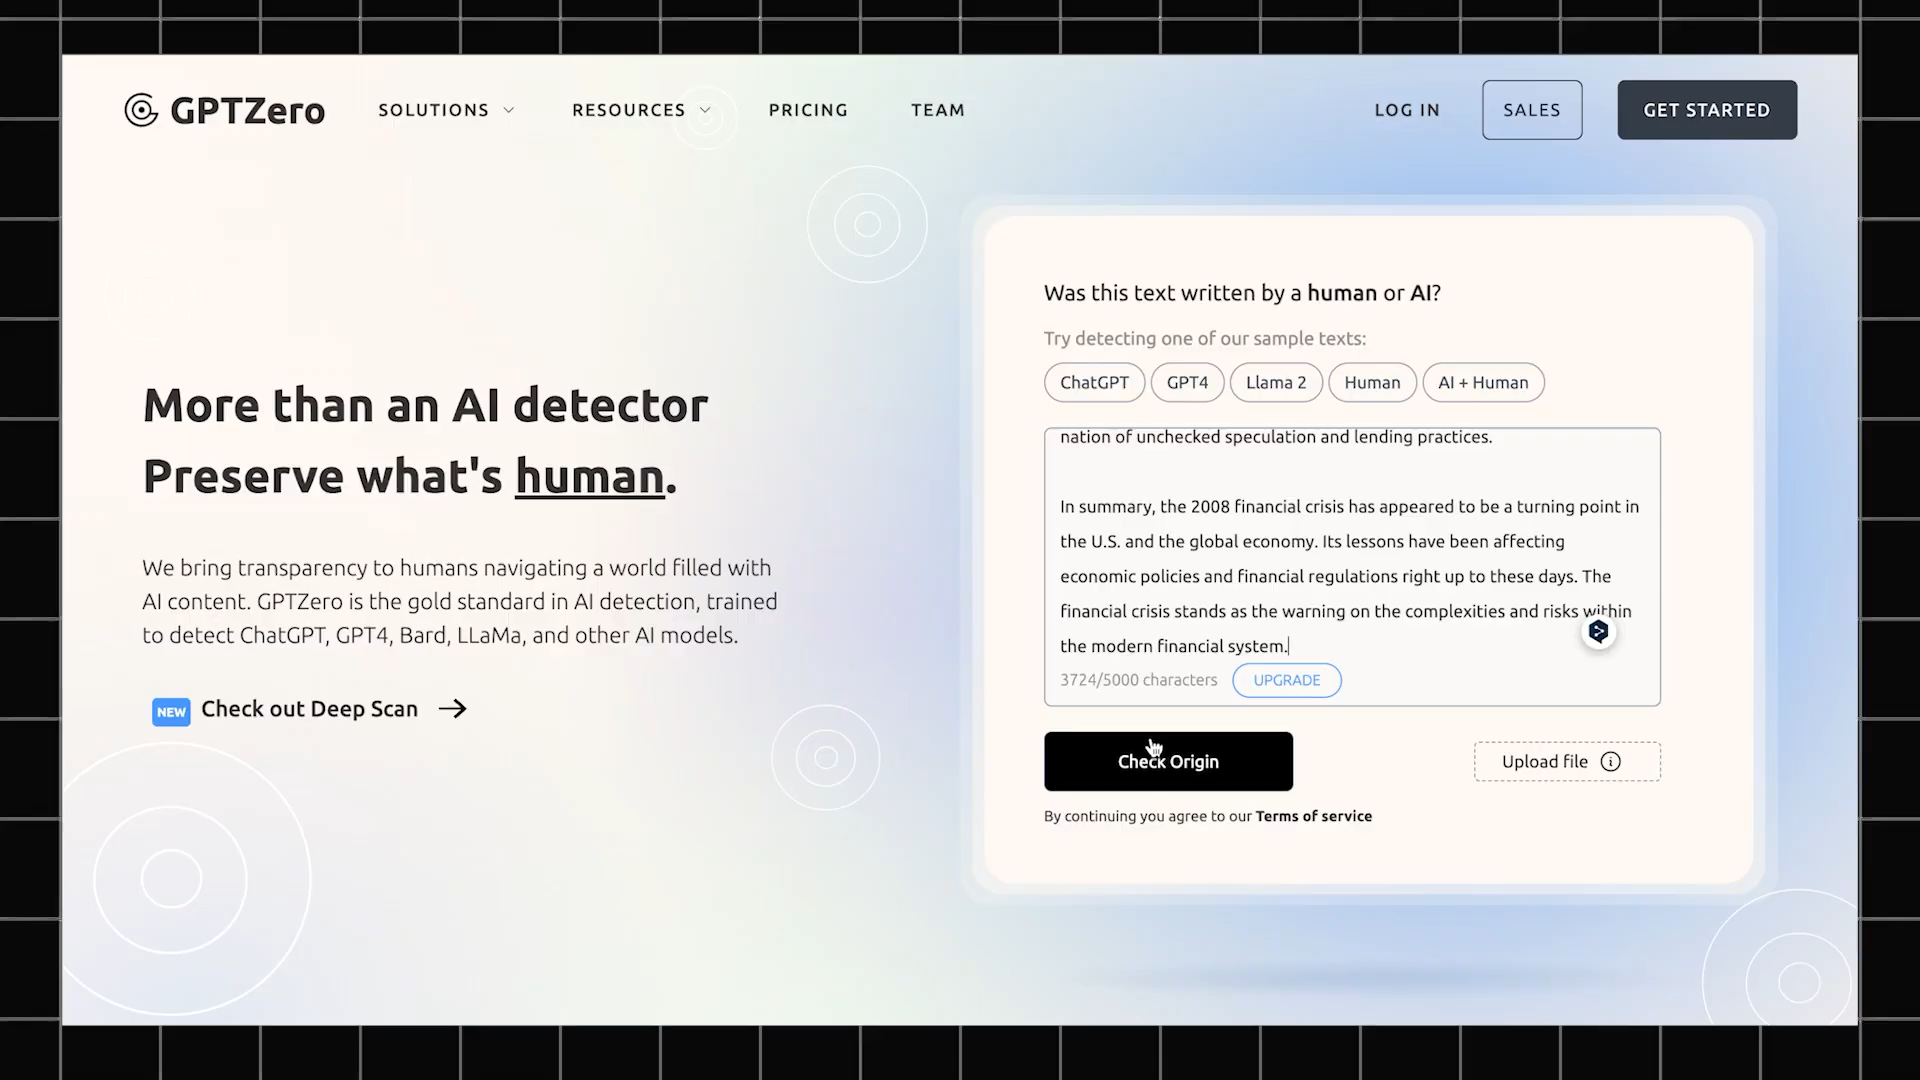 GPTZero
SOLUTIONS
RESOURCES
PRICING
TEAM
LOG IN
SALES
GET STARTED
More than an AI detector
Preserve what's human.
We bring transparency to humans navigating a world filled with
AI content. GPTZero is the gold standard in AI detection, trained
to detect ChatGPT, GPT4, Bard, LLaMa, and other AI models.
NEW Check out Deep Scan →
Was this text written by a human or AI?
Try detecting one of our sample texts:
ChatGPT
GPT4
Llama 2
Human
AI + Human
nation of unchecked speculation and lending practices.
In summary, the 2008 financial crisis has appeared to be a turning point in
the U.S. and the global economy. Its lessons have been affecting
economic policies and financial regulations right up to these days. The
financial crisis stands as the warning on the complexities and risks within
the modern financial system.
3724/5000 characters
UPGRADE
Check Origin
Upload file
By continuing you agree to our Terms of service